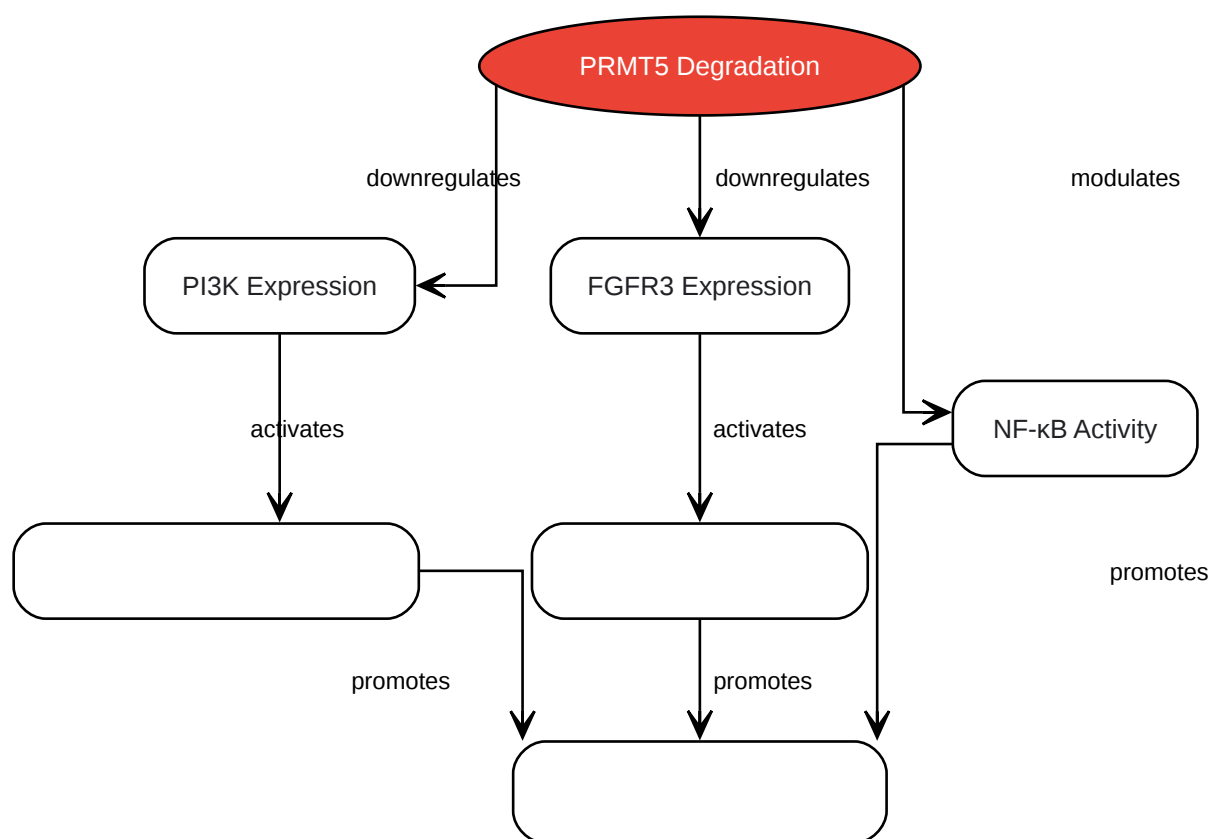 PRMT5 Degradation
downregulates
downregulates
modulates
PI3K Expression
FGFR3 Expression
activates
activates
NF-κB Activity
promotes
promotes
promotes